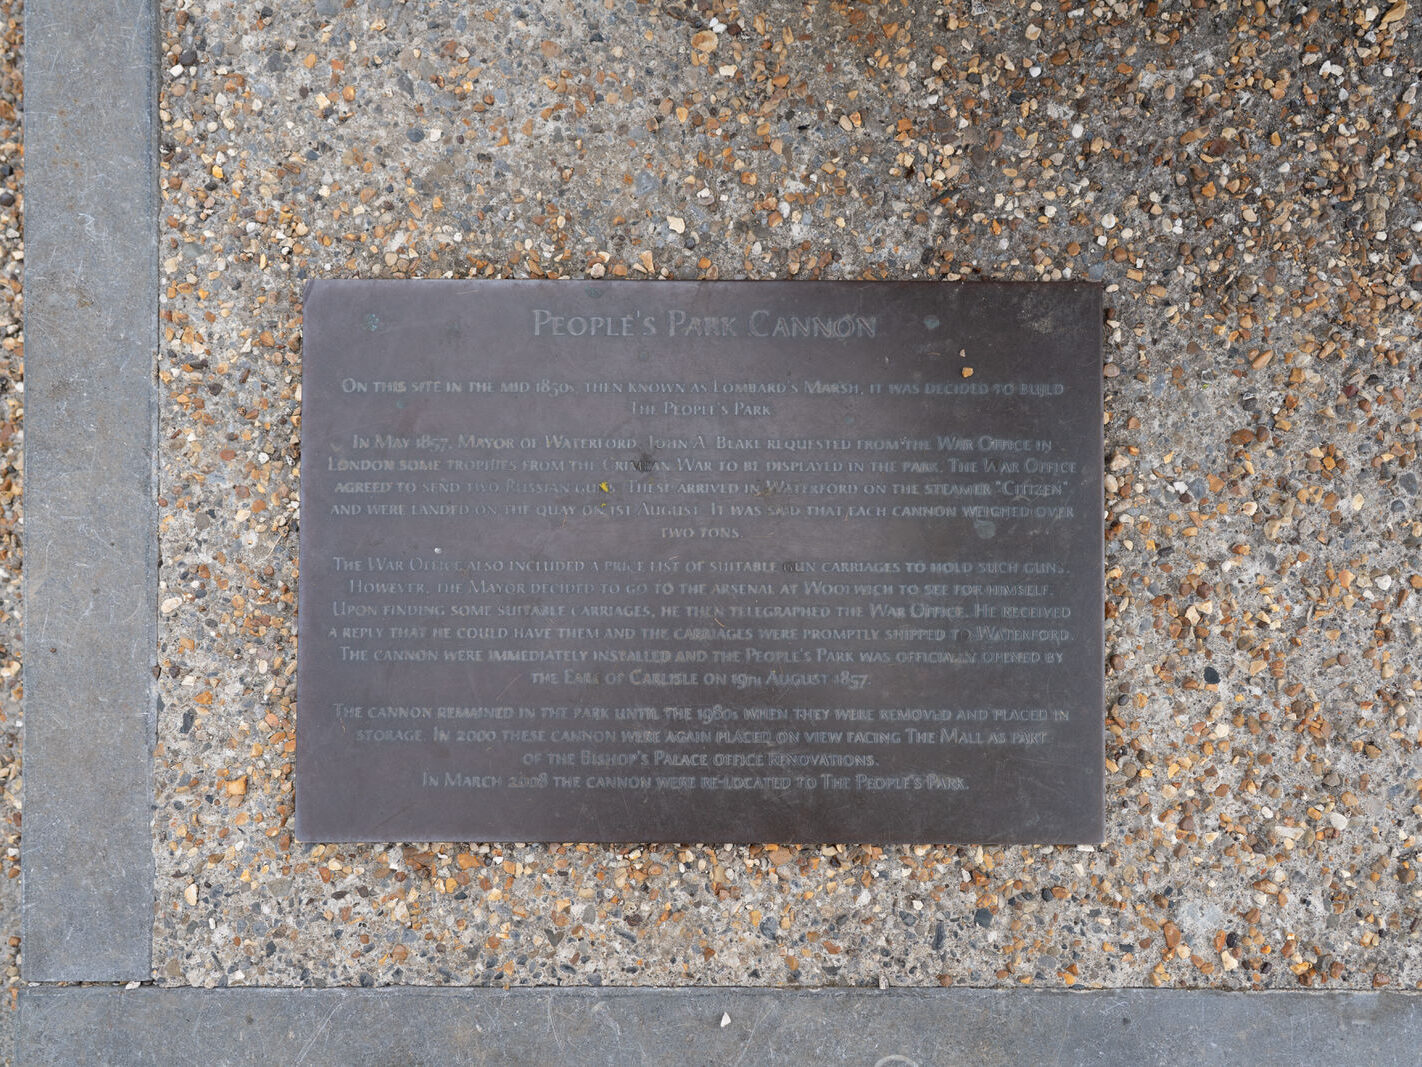 People's Park Cannon
On this site in the mid 1850s, then known as Lombard's Marsh, it was decided to build
The People's Park
In May 1857, Mayor of Waterford, John A. Blake requested from the War Office in
London some trophies from the Crimean War to be displayed in the park. The War Office
agreed to send two Russian guns. These arrived in Waterford on the steamer "Citizen"
and were landed on the quay on 1st August. It was said that each cannon weighed over
two tons.
The War Office also included a price list of suitable gun carriages to hold such guns.
However, the Mayor decided to go to the arsenal at Woolwich to see for himself.
Upon finding some suitable carriages, he then telegraphed the War Office. He received
a reply that he could have them and the carriages were promptly shipped to Waterford.
The cannon were immediately installed and the People's Park was officially opened by
the Earl of Carlisle on 19th August 1857.
The cannon remained in the park until the 1980s when they were removed and placed in
storage. In 2000 these cannon were again placed on view facing The Mall as part
of the Bishop's Palace office renovations.
In March 2008 the cannon were re-located to The People's Park.